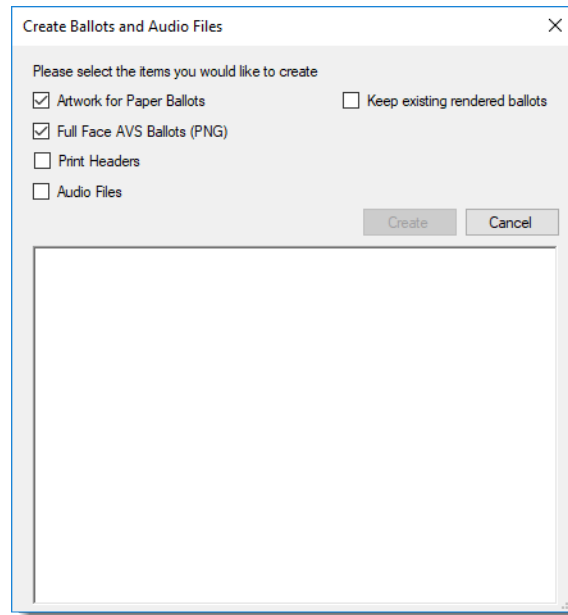 Create Ballots and Audio Files
Please select the items you would like to create
Artwork for Paper Ballots
Keep existing rendered ballots
Full Face AVS Ballots (PNG)
Print Headers
Audio Files
Create
Cancel